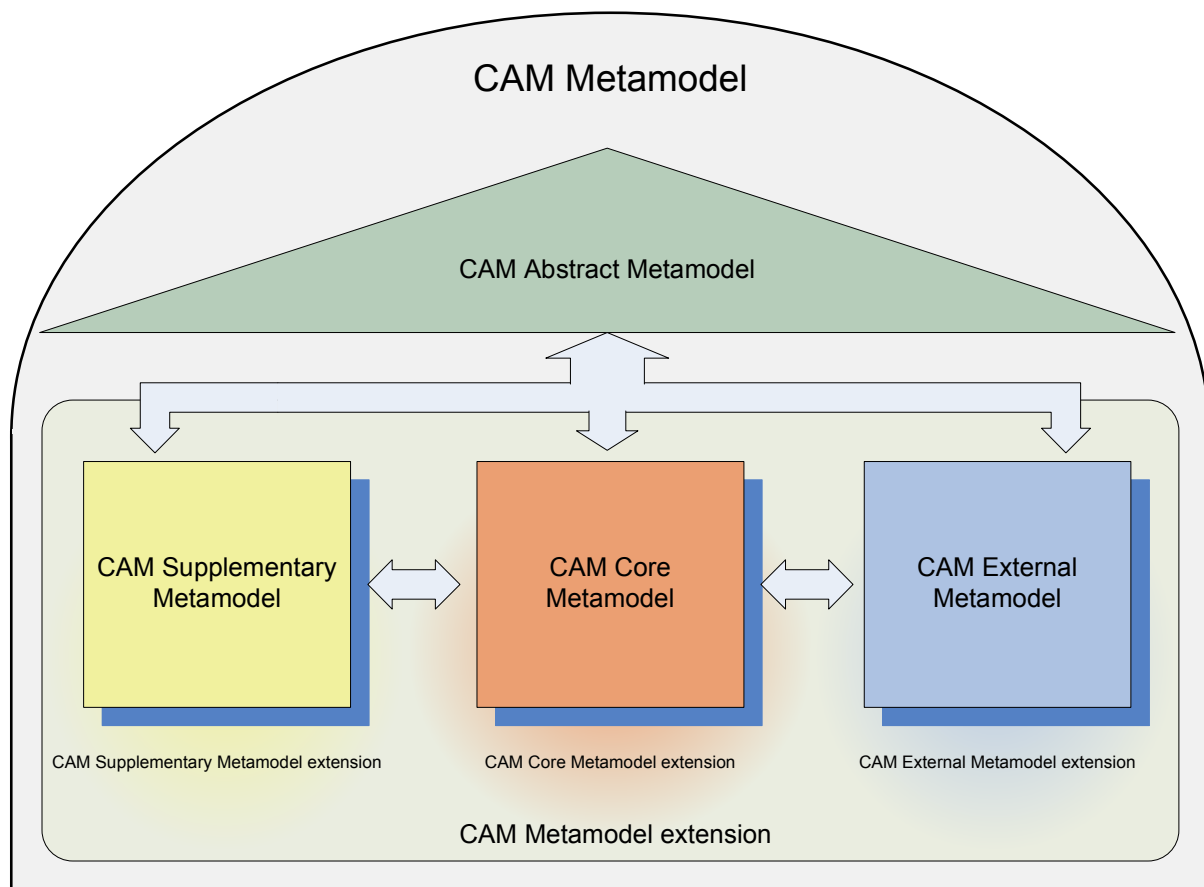 CAM Metamodel
CAM Abstract Metamodel
CAM Supplementary
Metamodel
CAM Core
Metamodel
CAM External
Metamodel
CAM Supplementary Metamodel extension
CAM Core Metamodel extension
CAM External Metamodel extension
CAM Metamodel extension